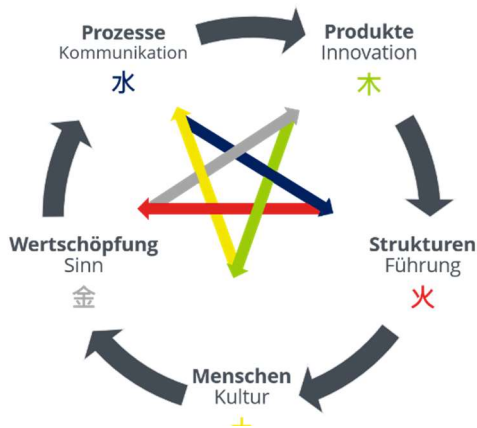 Prozesse
Kommunikation
水
Produkte
Innovation
木
Strukturen
Führung
火
Menschen
Kultur
Wertschöpfung
Sinn
金